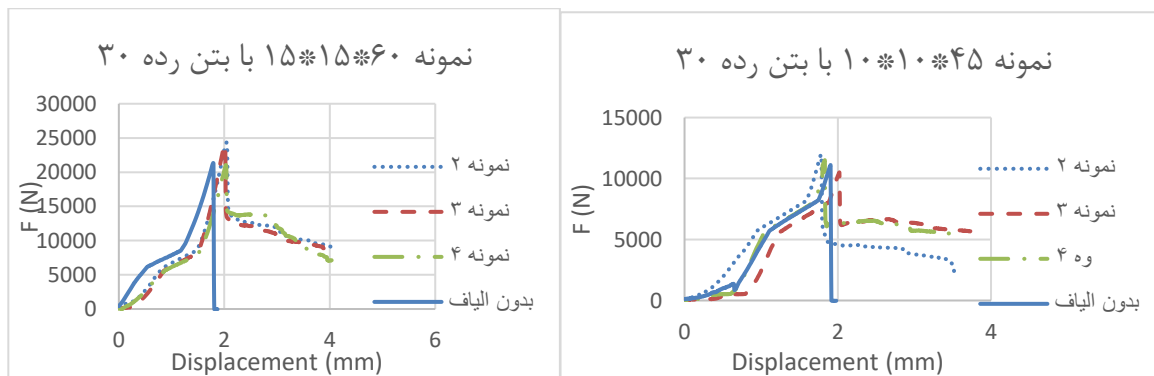 نمونه ۶۰*۱۵*۱۵ با بتن رده ۳۰
30000
25000
20000
15000
10000
5000
0
F (N)
0 2 4 6
Displacement (mm)
نمونه ۲
نمونه ۳
نمونه ۴
بدون الیاف
نمونه ۴۵*۱۰*۱۰ با بتن رده ۳۰
15000
10000
5000
0
F (N)
0 2 4
Displacement (mm)
نمونه ۲
نمونه ۳
وه ۴
بدون الیاف